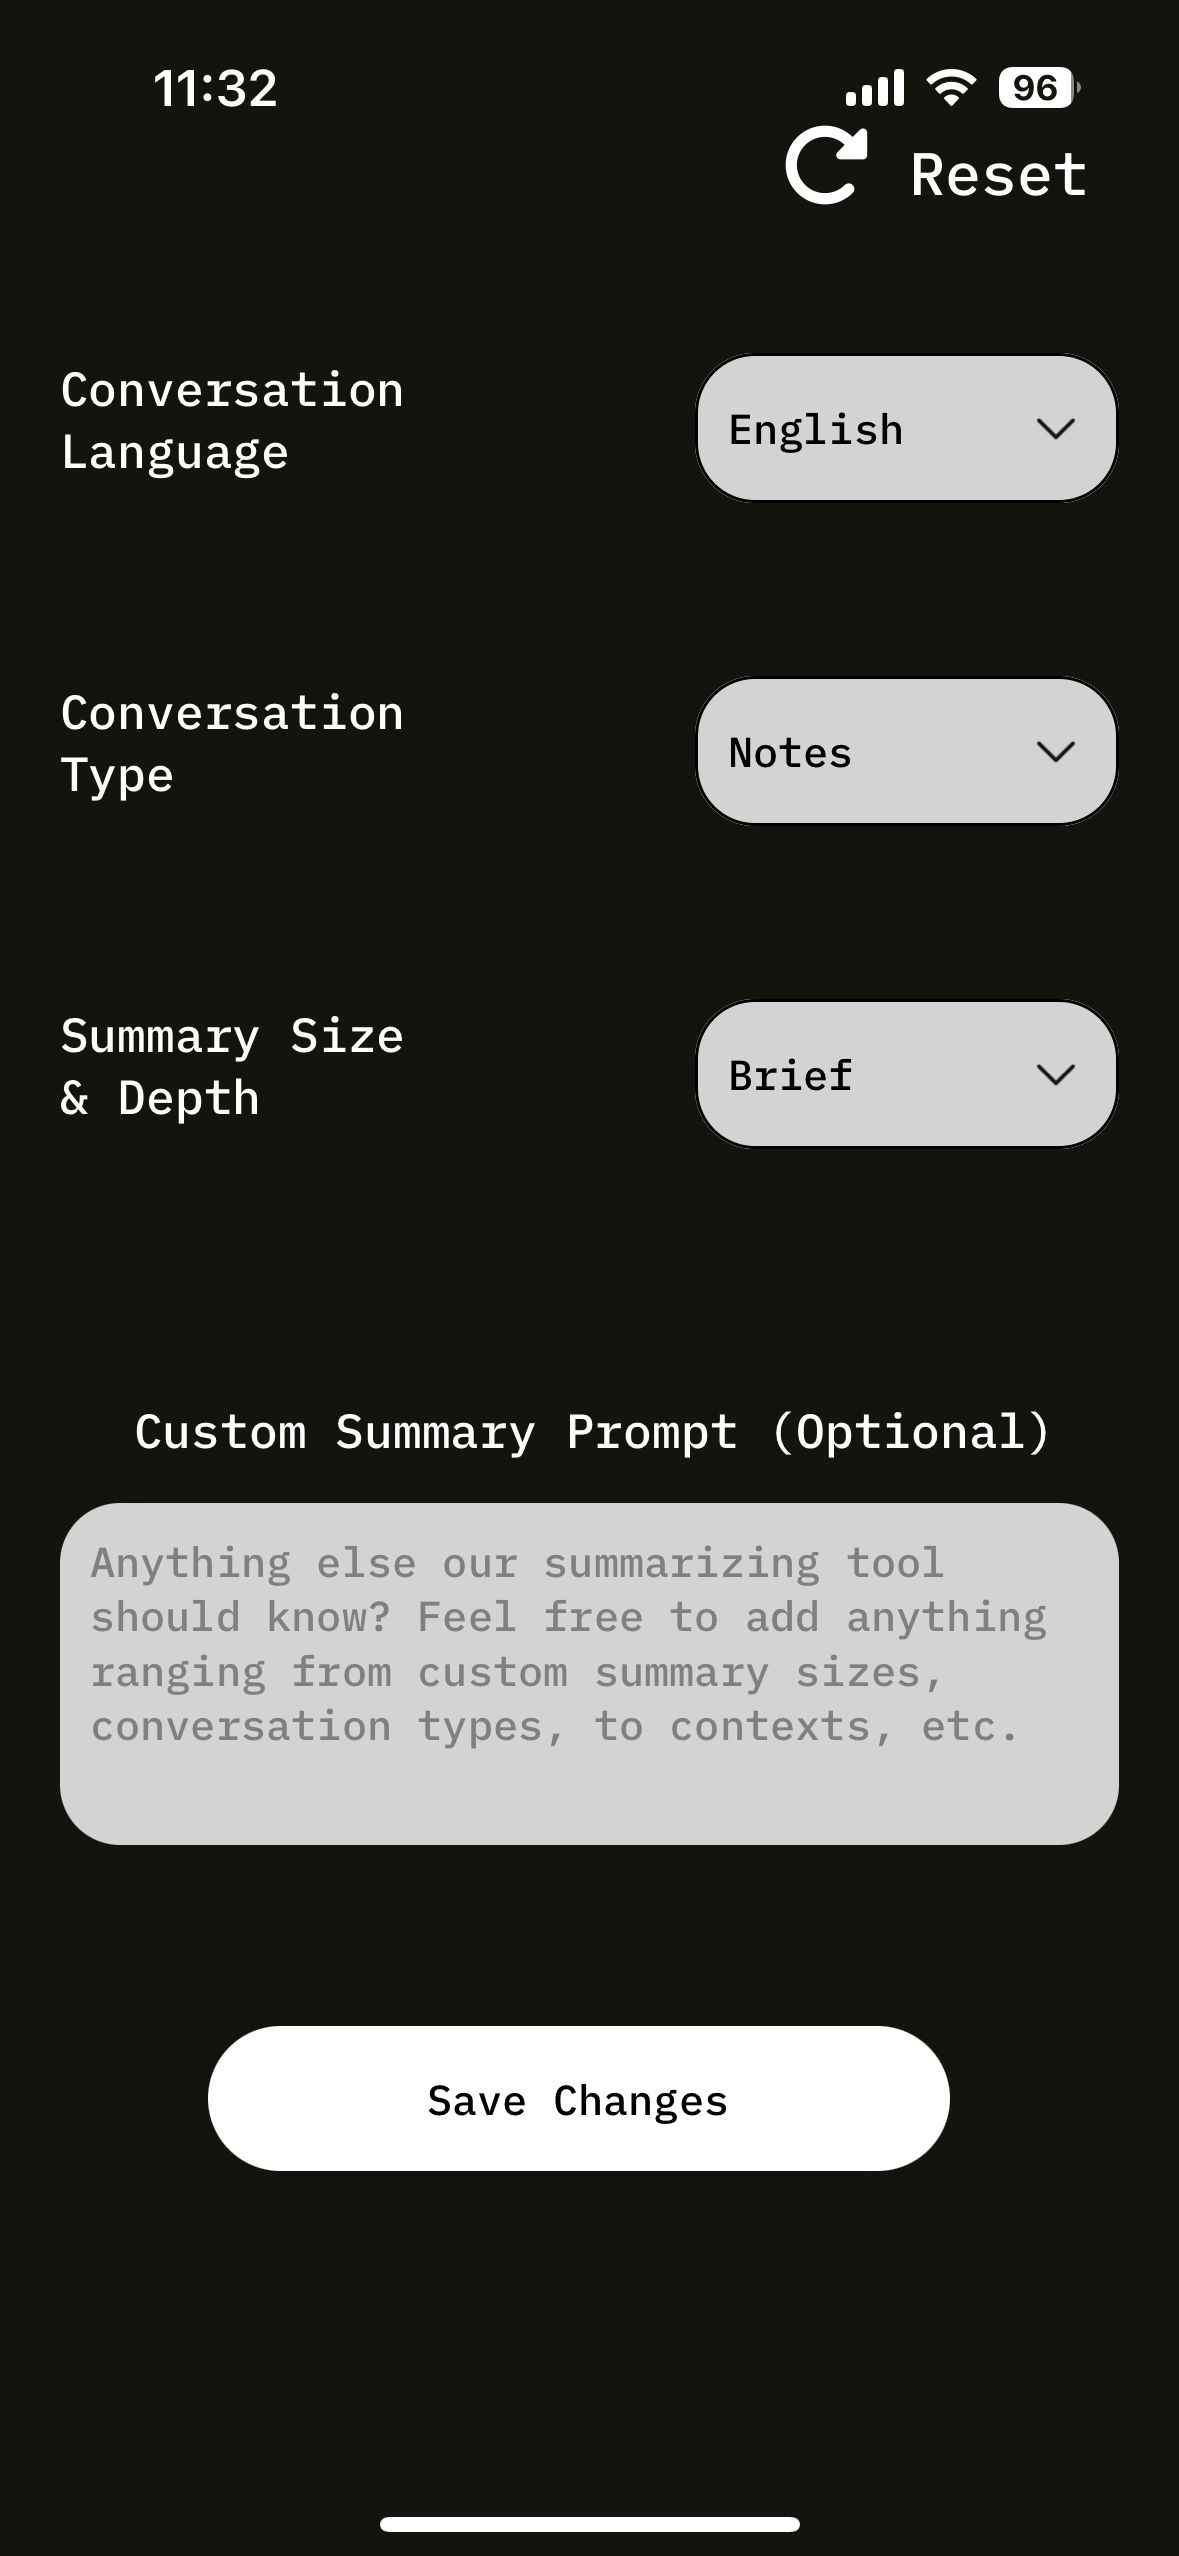 11:32
96
Reset
Conversation
Language
English
Conversation
Type
Notes
Summary Size
& Depth
Brief
Custom Summary Prompt (Optional)
Anything else our summarizing tool
should know? Feel free to add anything
ranging from custom summary sizes,
conversation types, to contexts, etc.
Save Changes